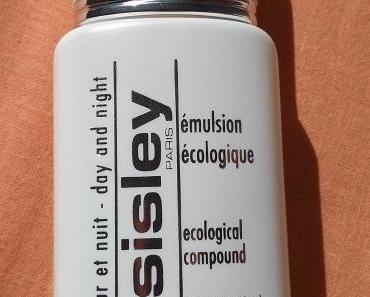 et nuit - day and night
sisley
PARIS
émulsion
écologique
ecological
compound